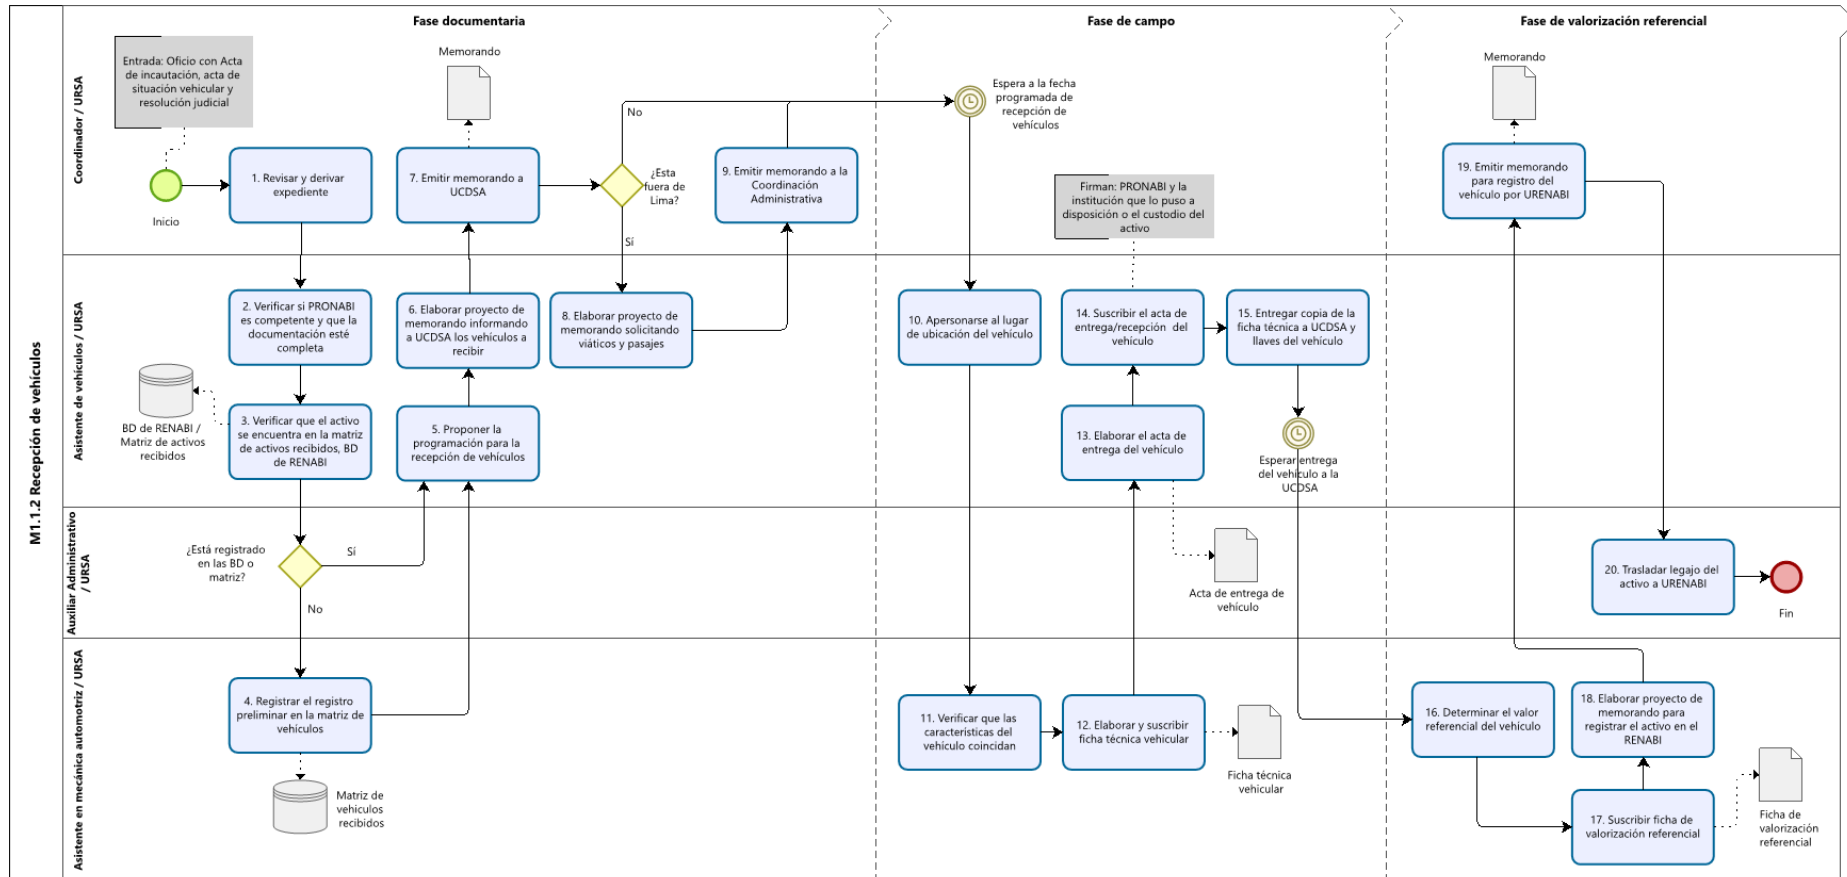 M1.1.2 Recepción de vehículos
Fase documentaria
Fase de campo
Fase de valorización referencial
Coordinador / URSA
Entrada: Oficio con Acta
de incautación, acta de
situación vehicular y
resolución judicial
Inicio
1. Revisar y derivar
expediente
Memorando
7. Emitir memorando a
UCDSA
¿Esta
fuera de
Lima?
No
Sí
9. Emitir memorando a la
Coordinación
Administrativa
Espera a la fecha
programada de
recepción de
vehículos
Firman: PRONABI y la
institución que lo puso a
disposición o el custodio del
activo
Memorando
19. Emitir memorando
para registro del
vehículo por URENABI
Asistente de vehículos / URSA
2. Verificar si PRONABI
es competente y que la
documentación esté
completa
BD de RENABI /
Matriz de activos
recibidos
3. Verificar que el activo
se encuentra en la matriz
de activos recibidos, BD
de RENABI
6. Elaborar proyecto de
memorando informando
a UCDSA los vehículos a
recibir
5. Proponer la
programación para la
recepción de vehículos
8. Elaborar proyecto de
memorando solicitando
viáticos y pasajes
10. Apersonarse al lugar
de ubicación del vehículo
14. Suscribir el acta de
entrega/recepción del
vehículo
15. Entregar copia de la
ficha técnica a UCDSA y
llaves del vehículo
13. Elaborar el acta de
entrega del vehículo
Esperar entrega
del vehículo a la
UCDSA
Auxiliar Administrativo
/ URSA
¿Está registrado
en las BD o
matriz?
Sí
No
Acta de entrega de
vehículo
20. Trasladar legajo del
activo a URENABI
Fin
Asistente en mecánica automotriz / URSA
4. Registrar el registro
preliminar en la matriz de
vehículos
Matriz de
vehiculos
recibidos
11. Verificar que las
características del
vehículo coincidan
12. Elaborar y suscribir
ficha técnica vehicular
Ficha técnica
vehicular
16. Determinar el valor
referencial del vehículo
18. Elaborar proyecto de
memorando para
registrar el activo en el
RENABI
17. Suscribir ficha de
valorización referencial
Ficha de
valorización
referencial